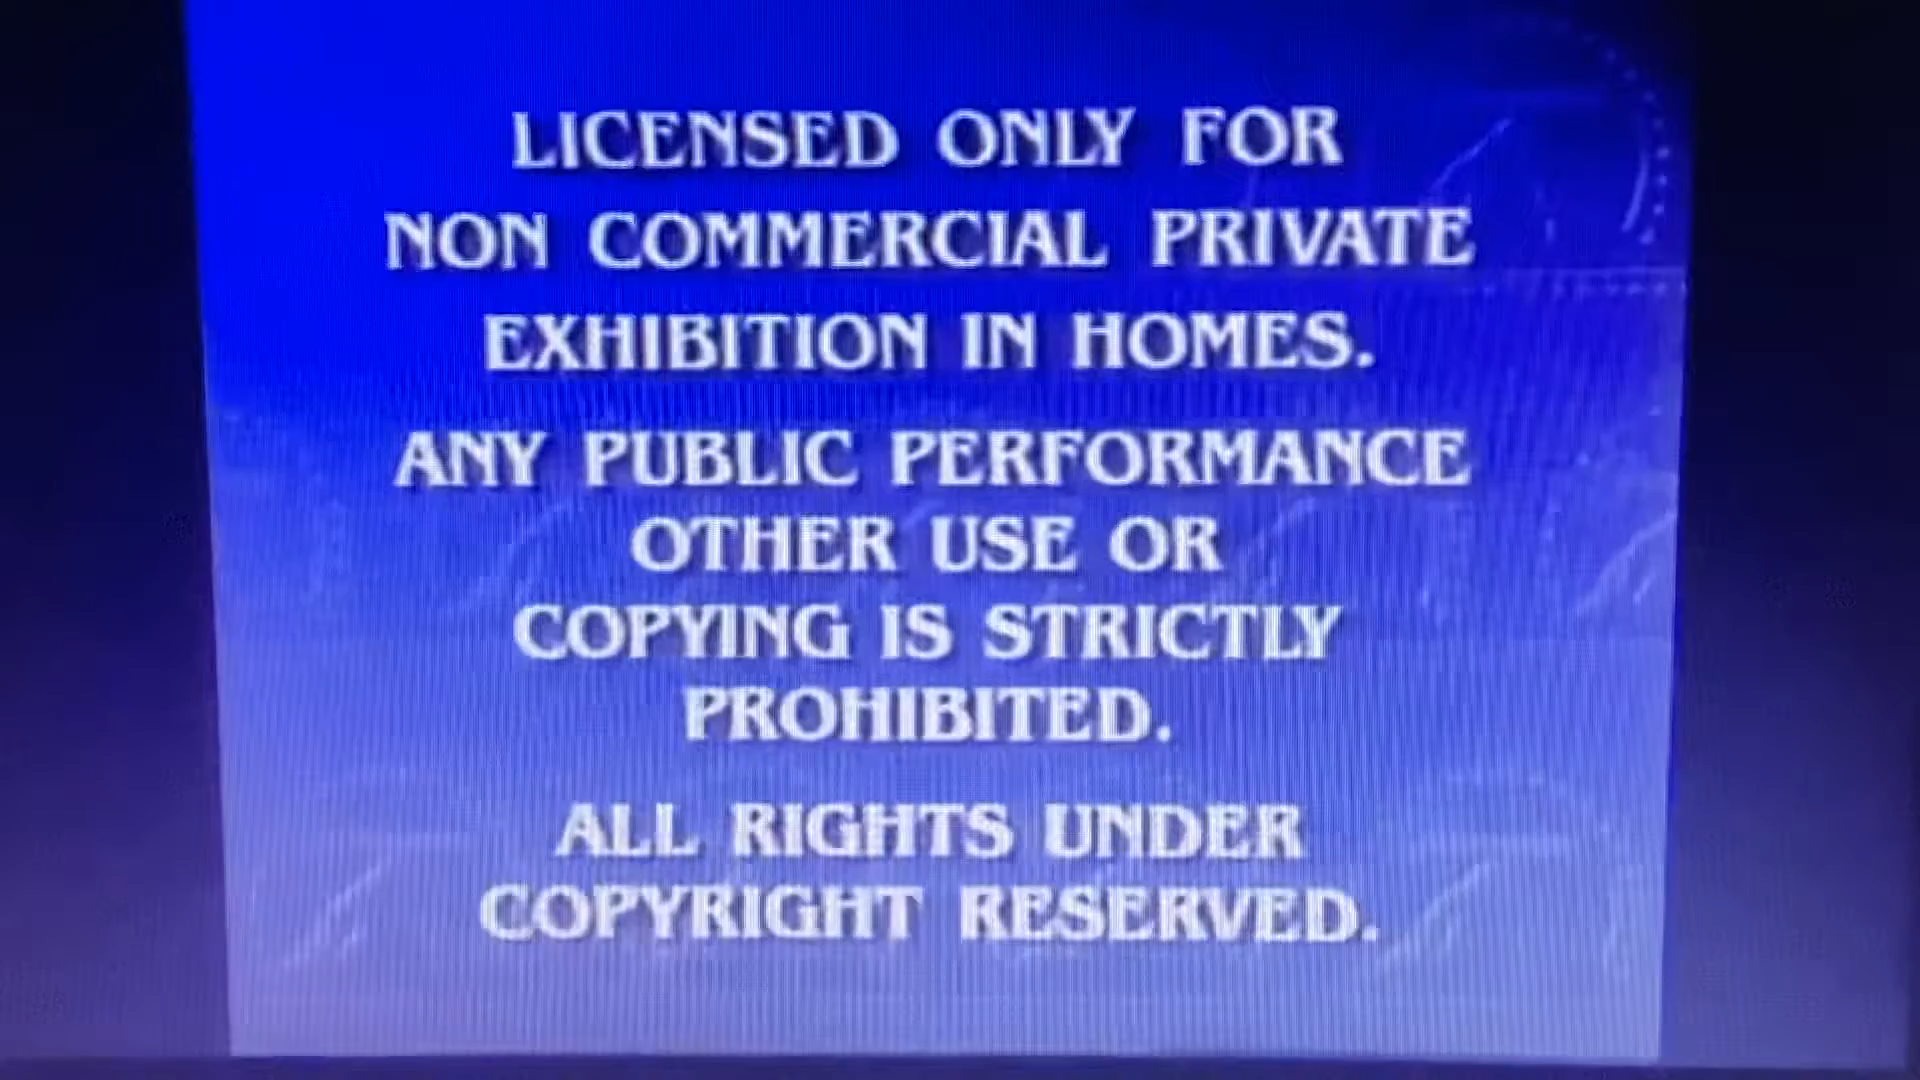 LICENSED ONLY FOR
NON COMMERCIAL PRIVATE
EXHIBITION IN HOMES.
ANY PUBLIC PERFORMANCE
OTHER USE OR
COPYING IS STRICTLY
PROHIBITED.
ALL RIGHTS UNDER
COPYRIGHT RESERVED.